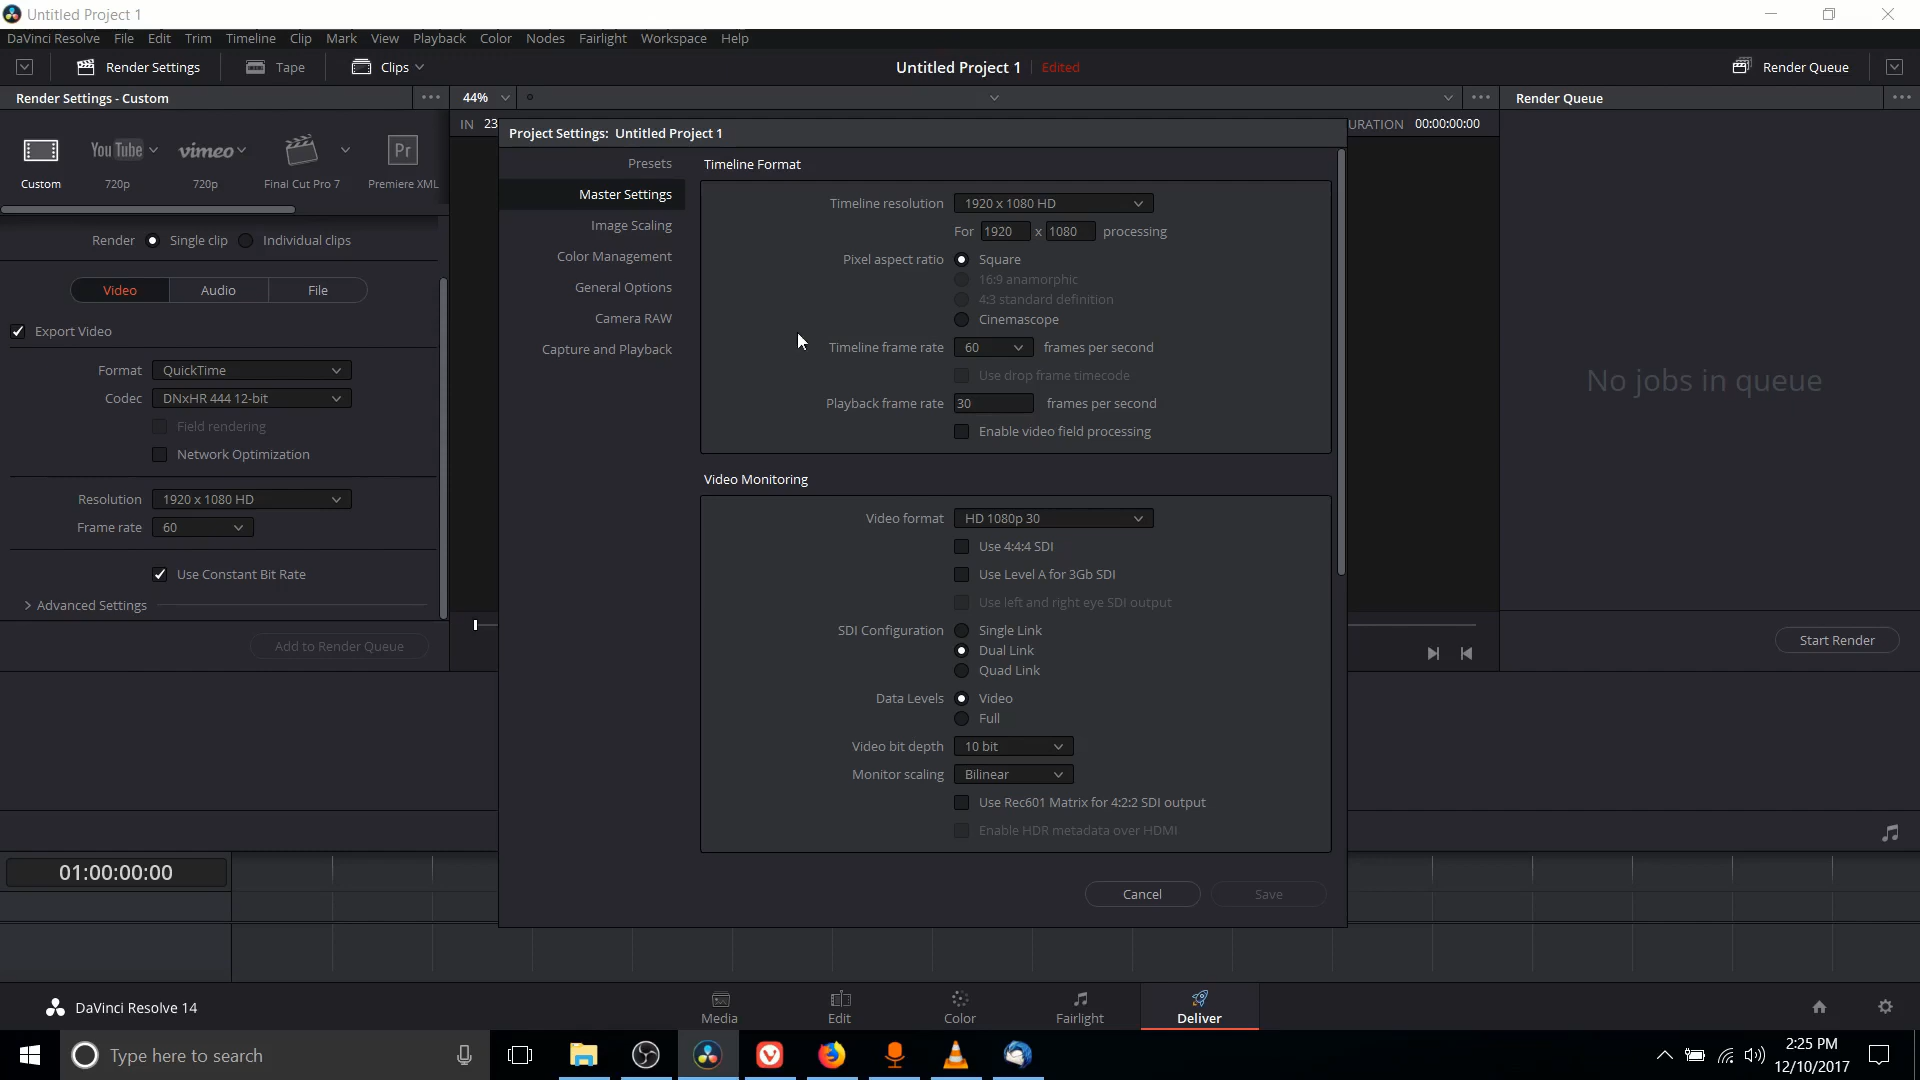 Untitled Project 1
DaVinci Resolve File Edit Trim Timeline Clip Mark View Playback Color Nodes Fairlight Workspace Help
Render Settings Tape Clips Untitled Project 1 Edited Render Queue
Render Settings - Custom 44% Render Queue
IN 23 URATION 00:00:00:00
Project Settings: Untitled Project 1
YouTube vimeo Pr
Custom 720p 720p Final Cut Pro 7 Premiere XML
Render Single clip Individual clips
Video Audio File
Export Video
Format QuickTime
Codec DNxHR 444 12-bit
Field rendering
Network Optimization
Resolution 1920 x 1080 HD
Frame rate 60
Use Constant Bit Rate
Advanced Settings
Add to Render Queue
Presets
Master Settings
Image Scaling
Color Management
General Options
Camera RAW
Capture and Playback
Timeline Format
Timeline resolution 1920 x 1080 HD
For 1920 x 1080 processing
Pixel aspect ratio Square
16:9 anamorphic
4:3 standard definition
Cinemascope
Timeline frame rate 60 frames per second
Use drop frame timecode
Playback frame rate 30 frames per second
Enable video field processing
Video Monitoring
Video format HD 1080p 30
Use 4:4:4 SDI
Use Level A for 3Gb SDI
Use left and right eye SDI output
SDI Configuration Single Link
Dual Link
Quad Link
Data Levels Video
Full
Video bit depth 10 bit
Monitor scaling Bilinear
Use Rec601 Matrix for 4:2:2 SDI output
Enable HDR metadata over HDMI
Cancel Save
No jobs in queue
Start Render
01:00:00:00
DaVinci Resolve 14 Media Edit Color Fairlight Deliver
Type here to search
2:25 PM
12/10/2017